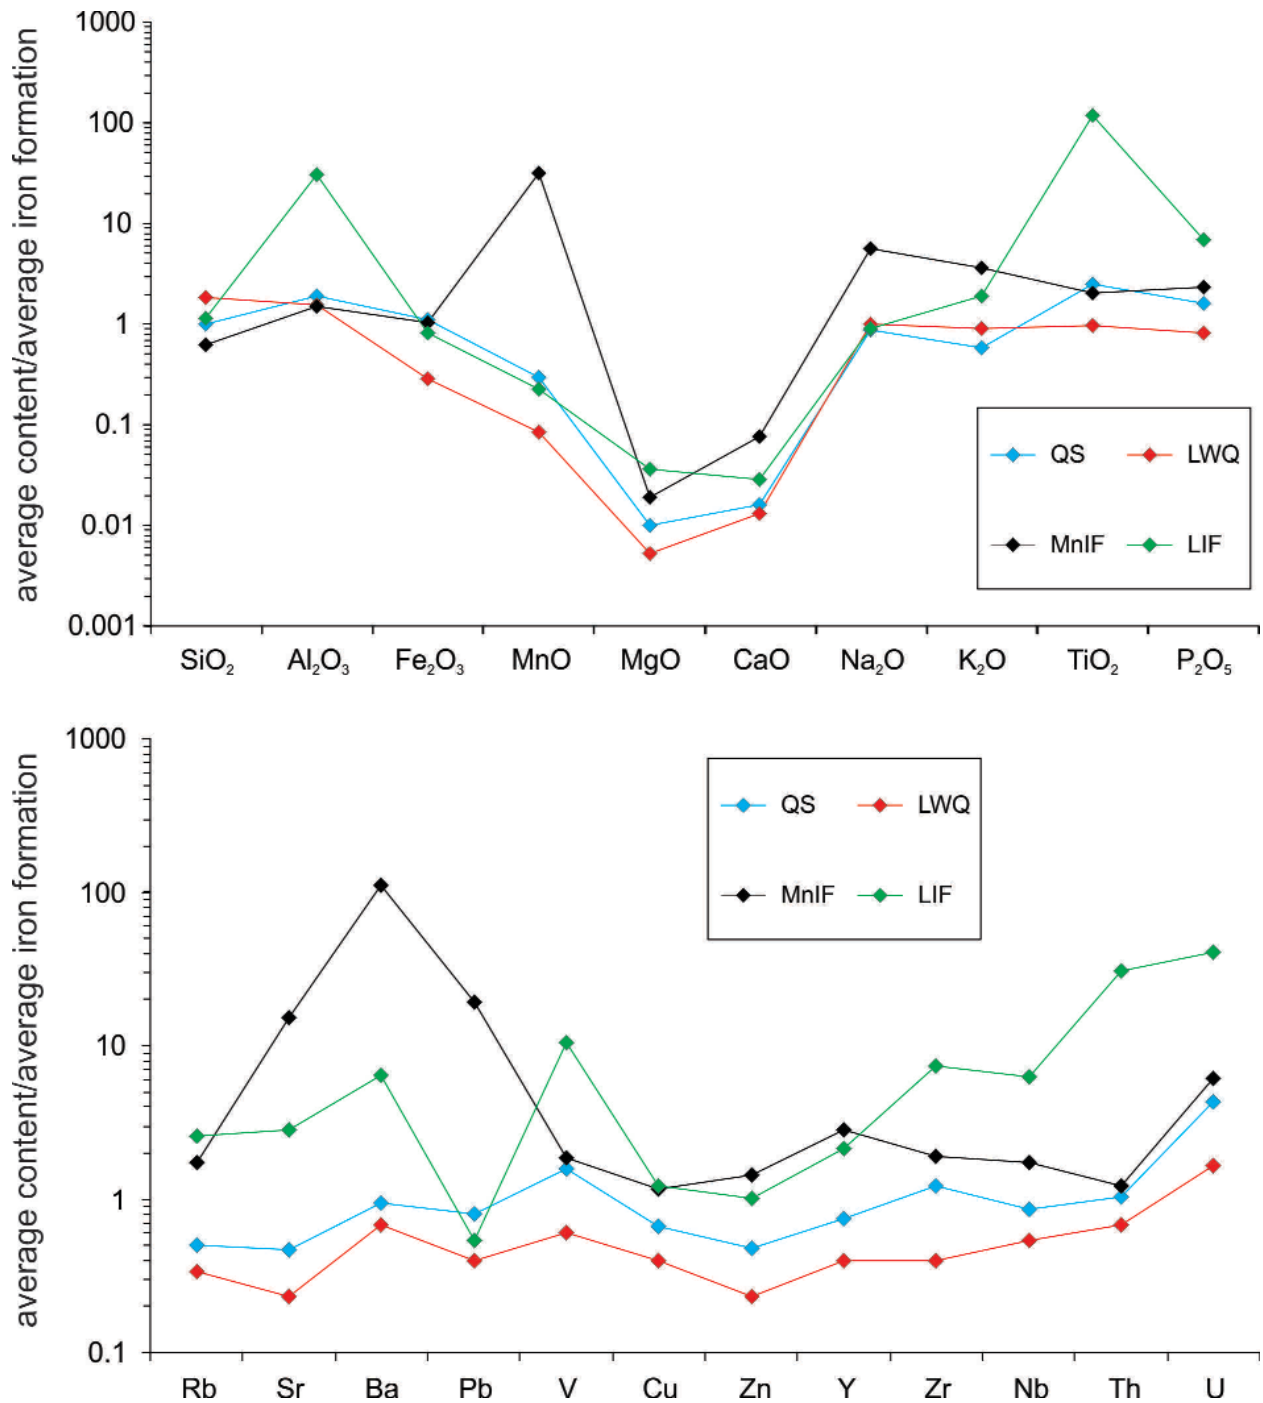 average content/average iron formation
1000
100
10
1
0.1
0.01
0.001
QS LWQ
MnIF LIF
SiO₂ Al₂O₃ Fe₂O₃ MnO MgO CaO Na₂O K₂O TiO₂ P₂O₅
average content/average iron formation
1000
100
10
1
0.1
QS LWQ
MnIF LIF
Rb Sr Ba Pb V Cu Zn Y Zr Nb Th U